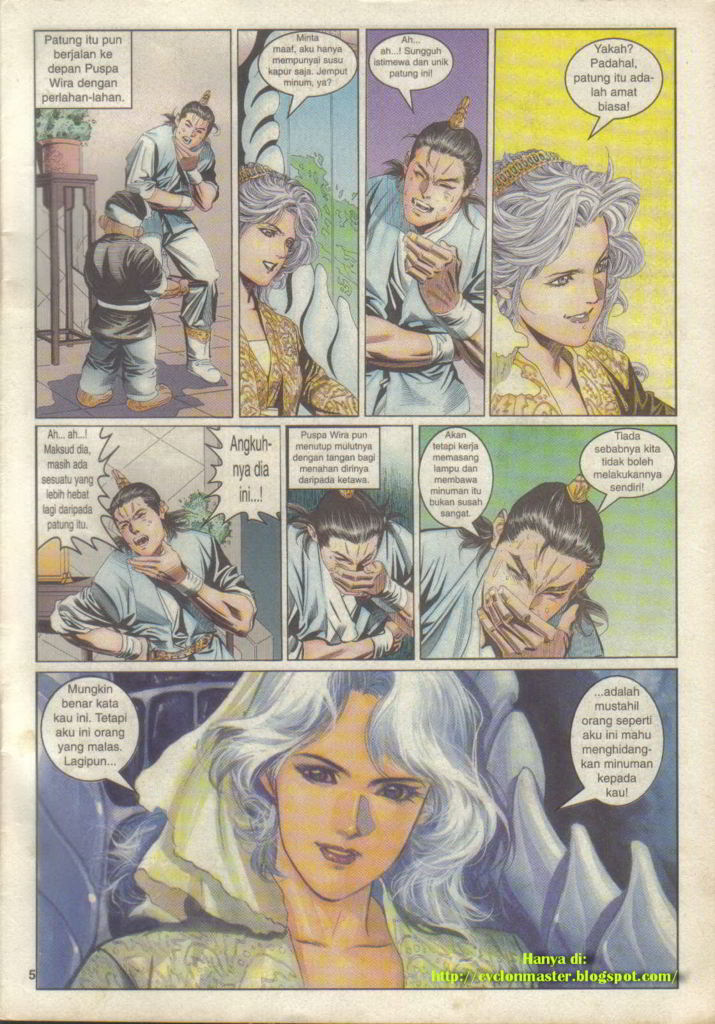 Patung itu pun
berjalan ke
depan Puspa
Wira dengan
perlahan-lahan.
Minta
maaf, aku hanya
mempunyai susu
kapur saja. Jemput
minum, ya?
Ah...
ah...! Sungguh
istimewa dan unik
patung ini!
Yakah?
Padahal,
patung itu ada-
lah amat
biasa!
Ah... ah...!
Maksud dia,
masih ada
sesuatu yang
lebih hebat
lagi daripada
patung itu.
Angkuh-
nya dia
ini...!
Puspa Wira pun
menutup mulutnya
dengan tangan bagi
menahan dirinya
daripada ketawa.
Akan
tetapi kerja
memasang
lampu dan
membawa
minuman itu
bukan susah
sangat.
Tiada
sebabnya kita
tidak boleh
melakukannya
sendiri!
Mungkin
benar kata
kau ini. Tetapi
aku ini orang
yang malas.
Lagipun...
...adalah
mustahil
orang seperti
aku ini mahu
menghidang-
kan minuman
kepada
kau!
5
Hanya di:
http://cyclonmaster.blogspot.com/